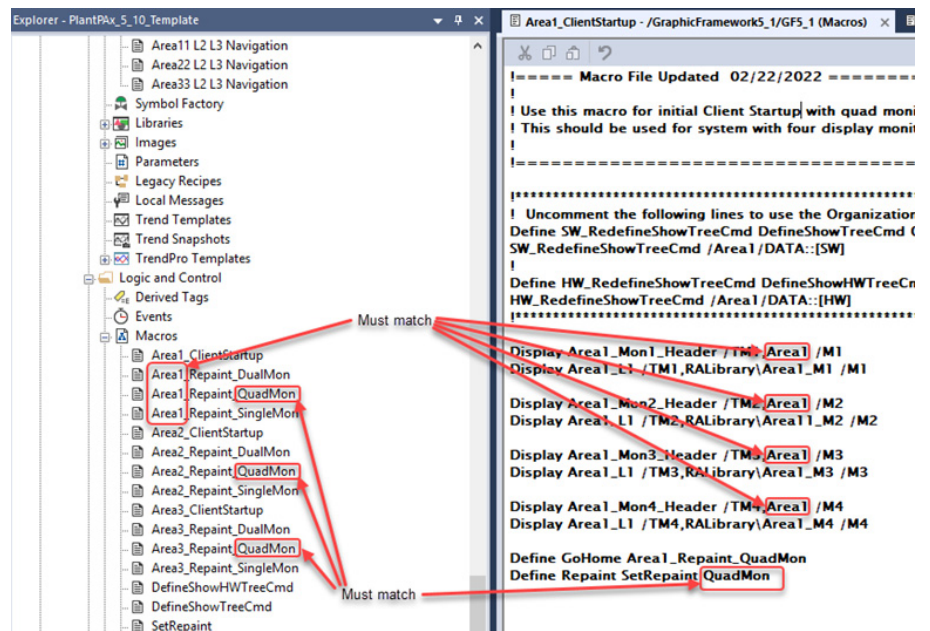 Explorer - PlantPAx_5_10_Template
Area11 L2 L3 Navigation
Area22 L2 L3 Navigation
Area33 L2 L3 Navigation
Symbol Factory
Libraries
Images
Parameters
Legacy Recipes
Local Messages
Trend Templates
Trend Snapshots
TrendPro Templates
Logic and Control
Derived Tags
Events
Macros
Area1_ClientStartup
Area1_Repaint_DualMon
Area1_Repaint_QuadMon
Area1_Repaint_SingleMon
Area2_ClientStartup
Area2_Repaint_DualMon
Area2_Repaint_QuadMon
Area2_Repaint_SingleMon
Area3_ClientStartup
Area3_Repaint_DualMon
Area3_Repaint_QuadMon
Area3_Repaint_SingleMon
DefineShowHWTreeCmd
DefineShowTreeCmd
SetRepaint
Must match
Must match
Area1_ClientStartup - /GraphicFramework5_1/GF5_1 (Macros)
!===== Macro File Updated 02/22/2022 ========
!
! Use this macro for initial Client Startup with quad moni
! This should be used for system with four display monit
!
!==========================================
!******************************************************
! Uncomment the following lines to use the Organization
Define SW_RedefineShowTreeCmd DefineShowTreeCmd
SW_RedefineShowTreeCmd /Area1/DATA::[SW]
!
Define HW_RedefineShowTreeCmd DefineShowHWTreeCm
HW_RedefineShowTreeCmd /Area1/DATA::[HW]
!******************************************************
Display Area1_Mon1_Header /TM1,Area1 /M1
Display Area1_L1 /TM1,RALibrary\Area1_M1 /M1
Display Area1_Mon2_Header /TM2,Area1 /M2
Display Area1_L1 /TM2,RALibrary\Area11_M2 /M2
Display Area1_Mon3_Header /TM3,Area1 /M3
Display Area1_L1 /TM3,RALibrary\Area1_M3 /M3
Display Area1_Mon4_Header /TM4,Area1 /M4
Display Area1_L1 /TM4,RALibrary\Area1_M4 /M4
Define GoHome Area1_Repaint_QuadMon
Define Repaint SetRepaint QuadMon